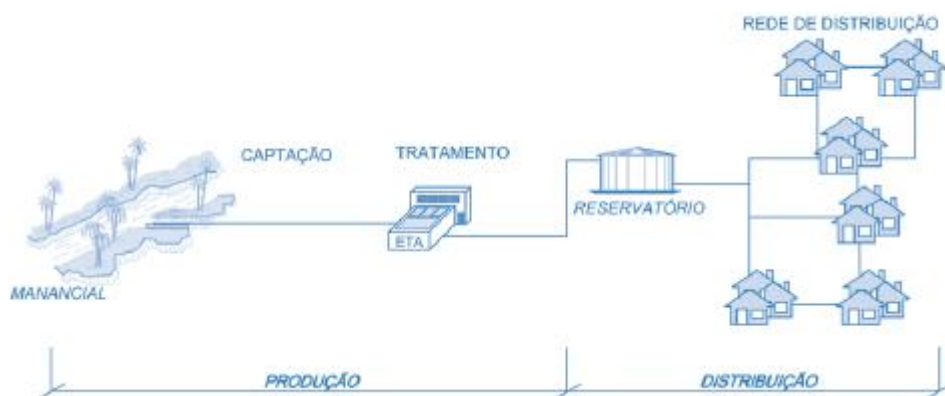 REDE DE DISTRIBUIÇÃO
CAPTAÇÃO
TRATAMENTO
RESERVATÓRIO
ETA
MANANCIAL
PRODUÇÃO
DISTRIBUIÇÃO